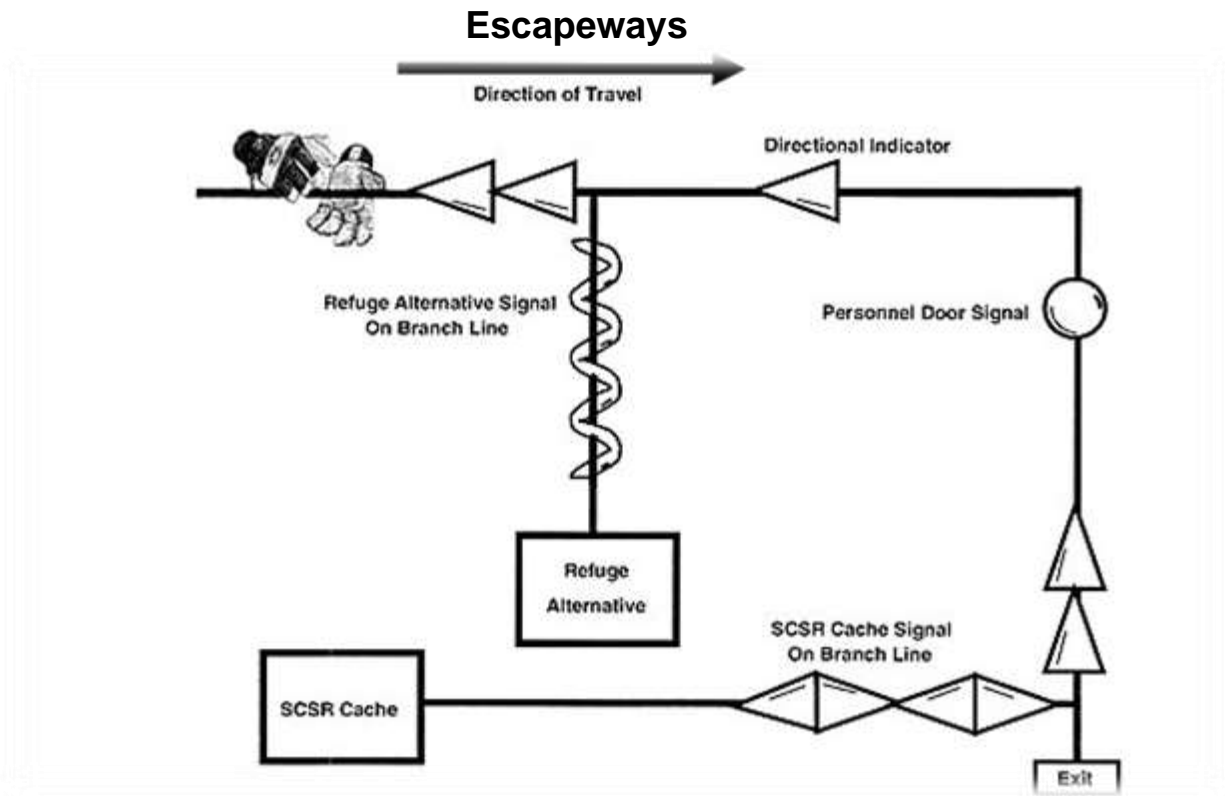 Escapeways
Direction of Travel
Directional Indicator
Refuge Alternative Signal
On Branch Line
Personnel Door Signal
Refuge
Alternative
SCSR Cache Signal
On Branch Line
SCSR Cache
Exit